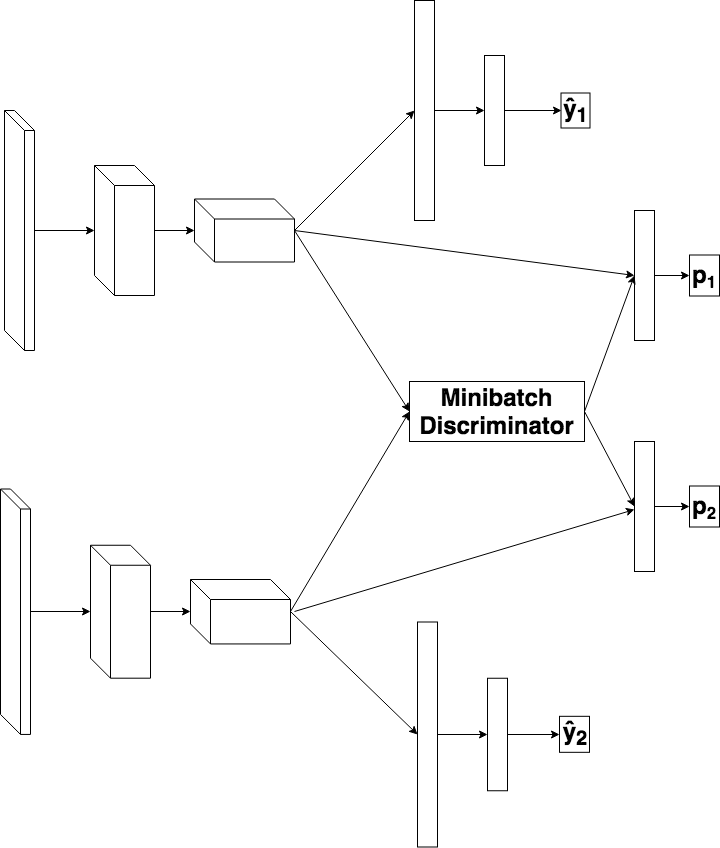 ŷ₁
p₁
Minibatch
Discriminator
p₂
ŷ₂